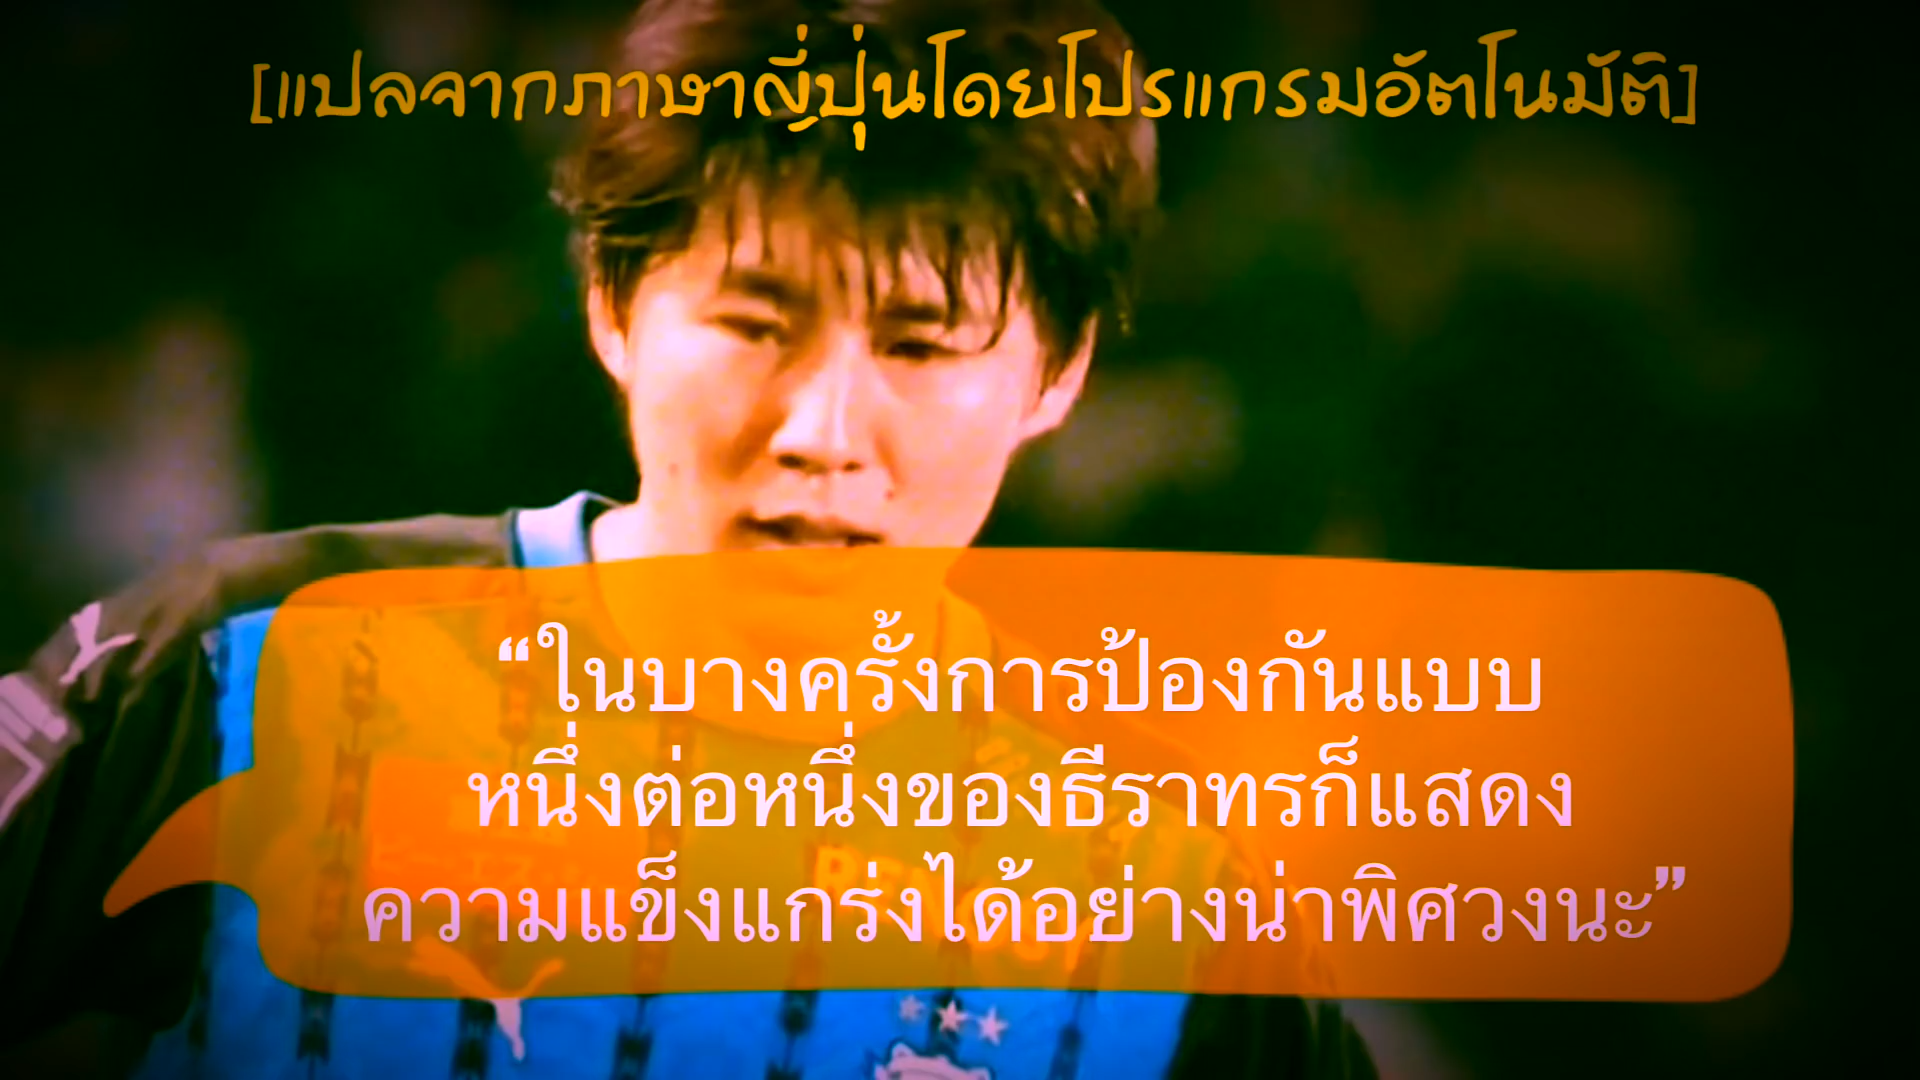 [แปลจากภาษาญี่ปุ่นโดยโปรแกรมอัตโนมัติ]
“ในบางครั้งการป้องกันแบบ
หนึ่งต่อหนึ่งของธีราทรก็แสดง
ความแข็งแกร่งได้อย่างน่าพิศวงนะ”